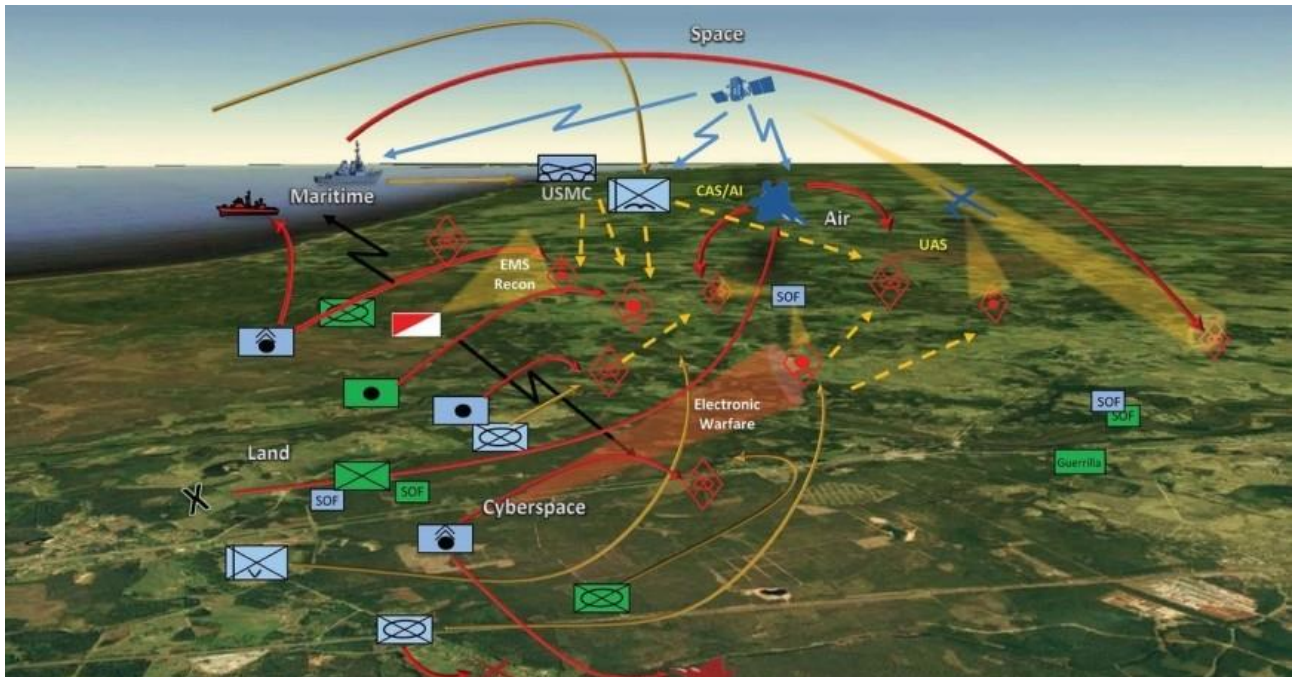 Space
Maritime
USMC
CAS/AI
Air
UAS
EMS
Recon
SOF
Electronic
Warfare
SOF
SOF
Guerrilla
Land
SOF
SOF
Cyberspace